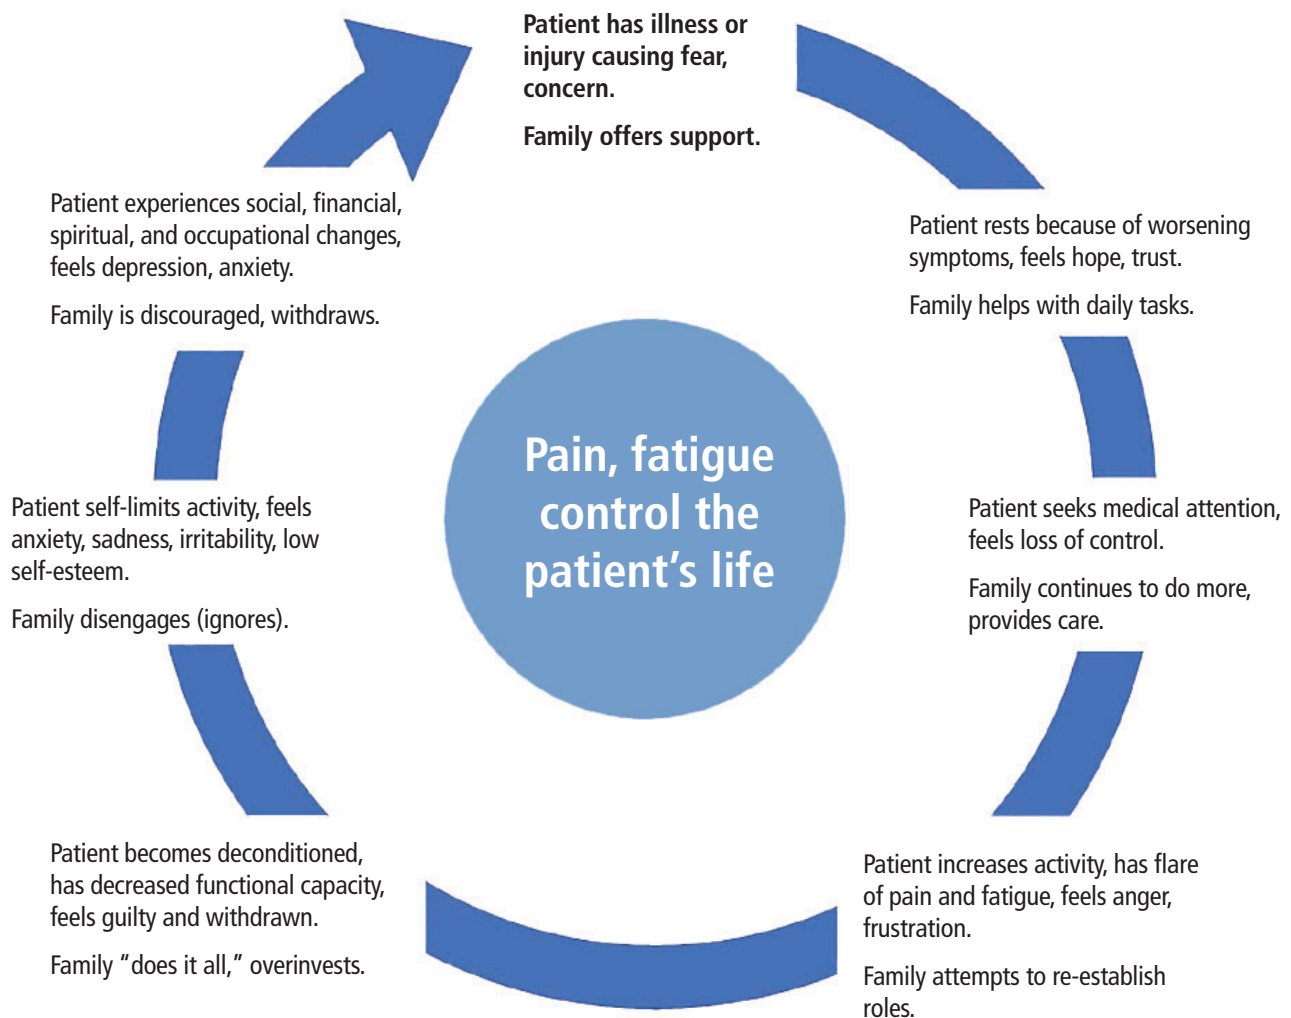 Patient has illness or
injury causing fear,
concern.
Family offers support.
Patient rests because of worsening
symptoms, feels hope, trust.
Family helps with daily tasks.
Patient seeks medical attention,
feels loss of control.
Family continues to do more,
provides care.
Patient increases activity, has flare
of pain and fatigue, feels anger,
frustration.
Family attempts to re-establish
roles.
Patient becomes deconditioned,
has decreased functional capacity,
feels guilty and withdrawn.
Family “does it all,” overinvests.
Patient self-limits activity, feels
anxiety, sadness, irritability, low
self-esteem.
Family disengages (ignores).
Patient experiences social, financial,
spiritual, and occupational changes,
feels depression, anxiety.
Family is discouraged, withdraws.
Pain, fatigue
control the
patient’s life